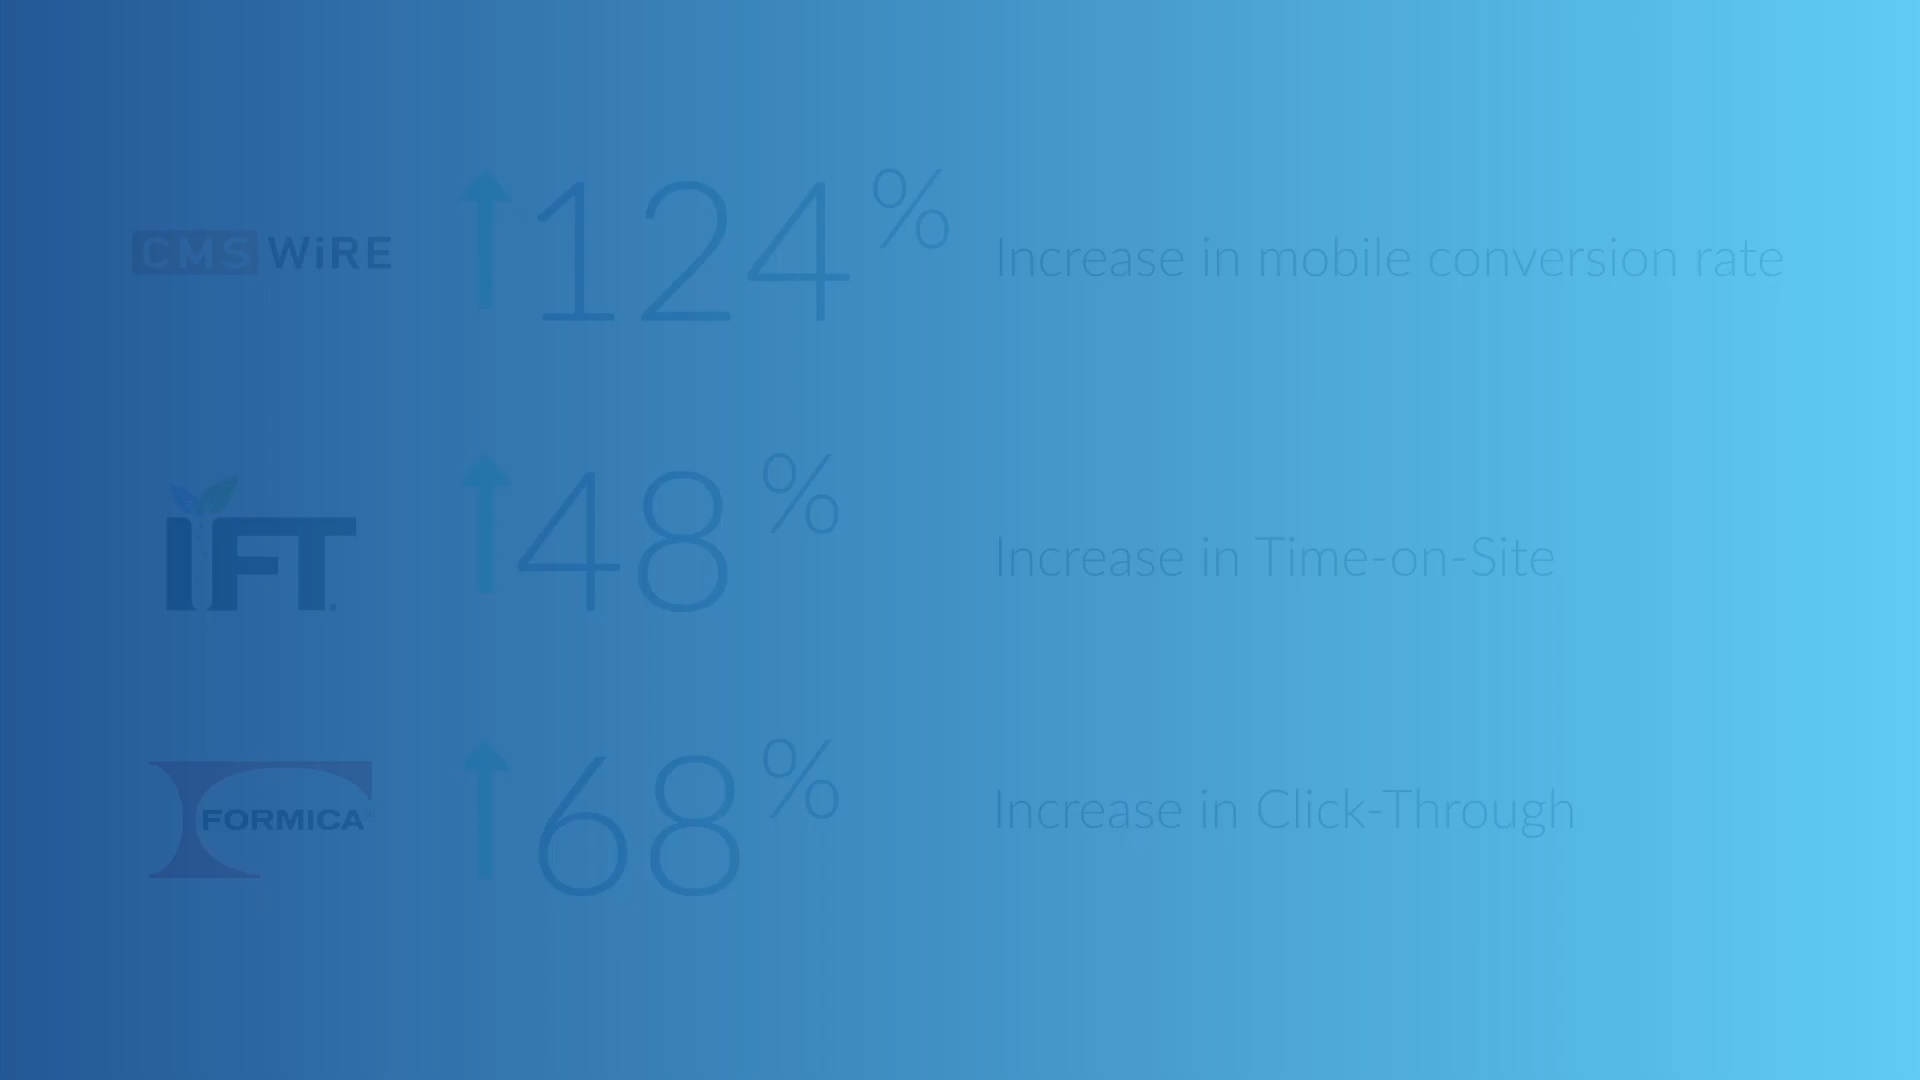 CMS WiRE 124% Increase in mobile conversion rate
iFT® 48% Increase in Time-on-Site
FORMICA® 68% Increase in Click-Through